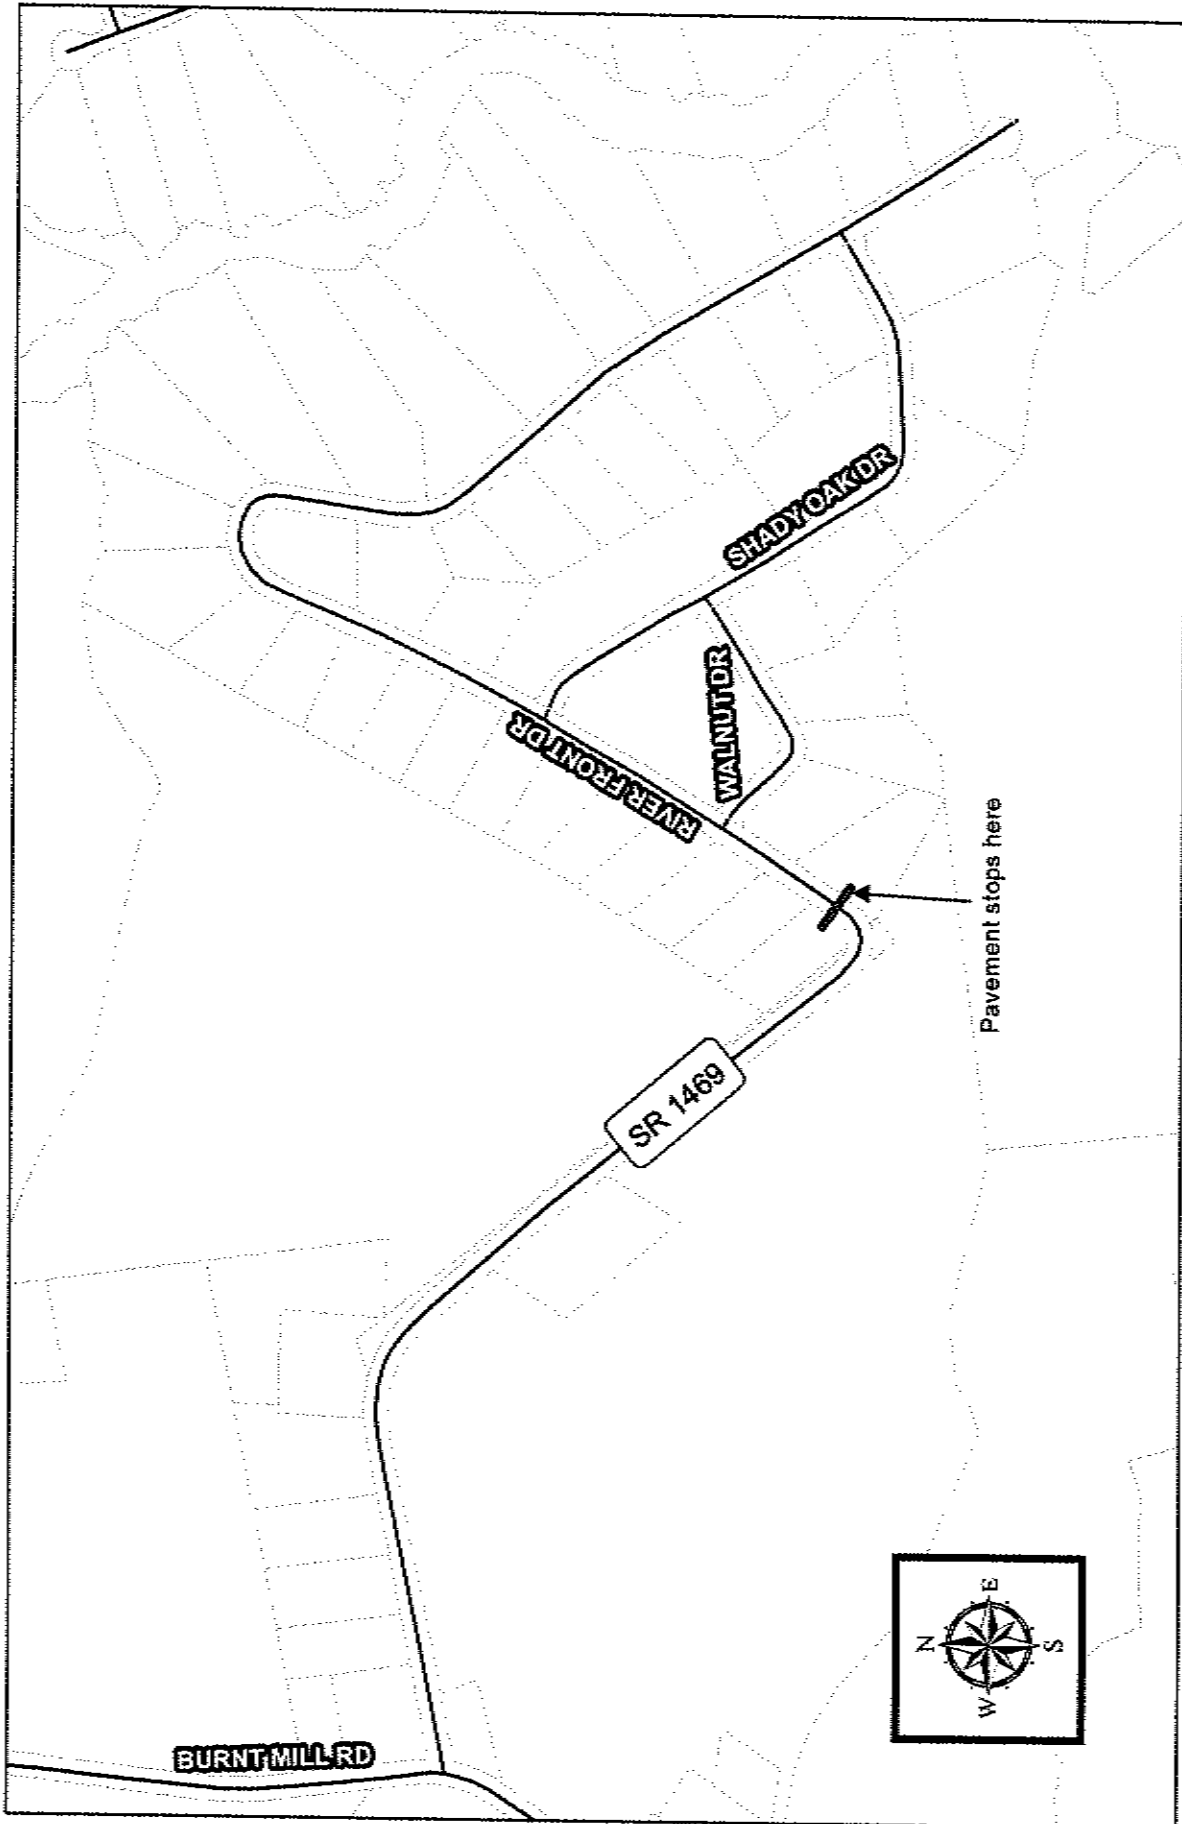 SHADY OAK DR
WALNUT DR
RIVER FRONT DR
Pavement stops here
SR 1469
N
W E
S
BURNT MILL RD